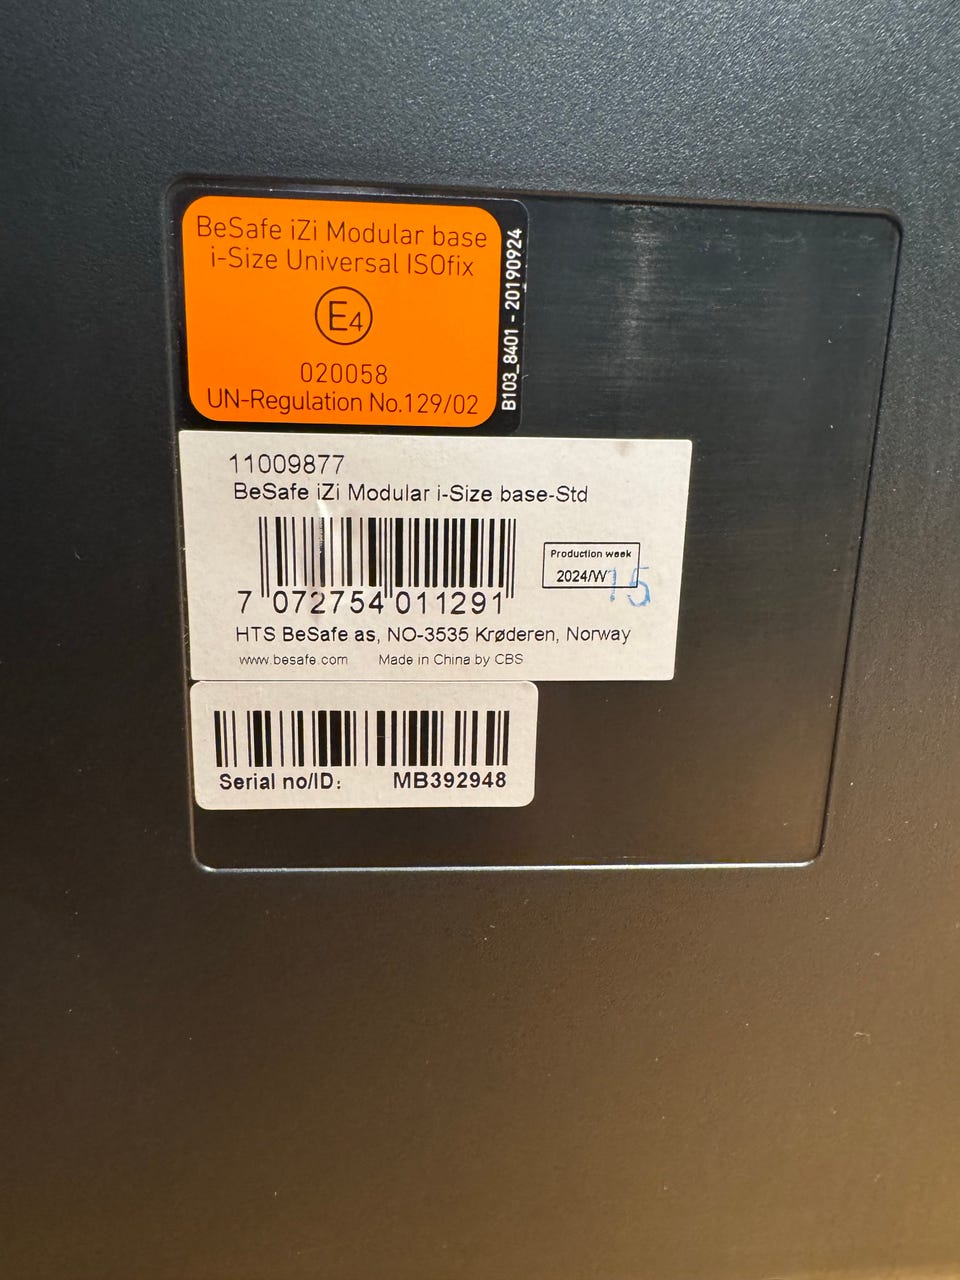 BeSafe iZi Modular base
i-Size Universal ISOfix
E4
020058
UN-Regulation No.129/02
B103_8401 - 20190924
11009877
BeSafe iZi Modular i-Size base-Std
Production week
2024/W 15
7 072754 011291
HTS BeSafe as, NO-3535 Krøderen, Norway
www.besafe.com Made in China by CBS
Serial no/ID: MB392948